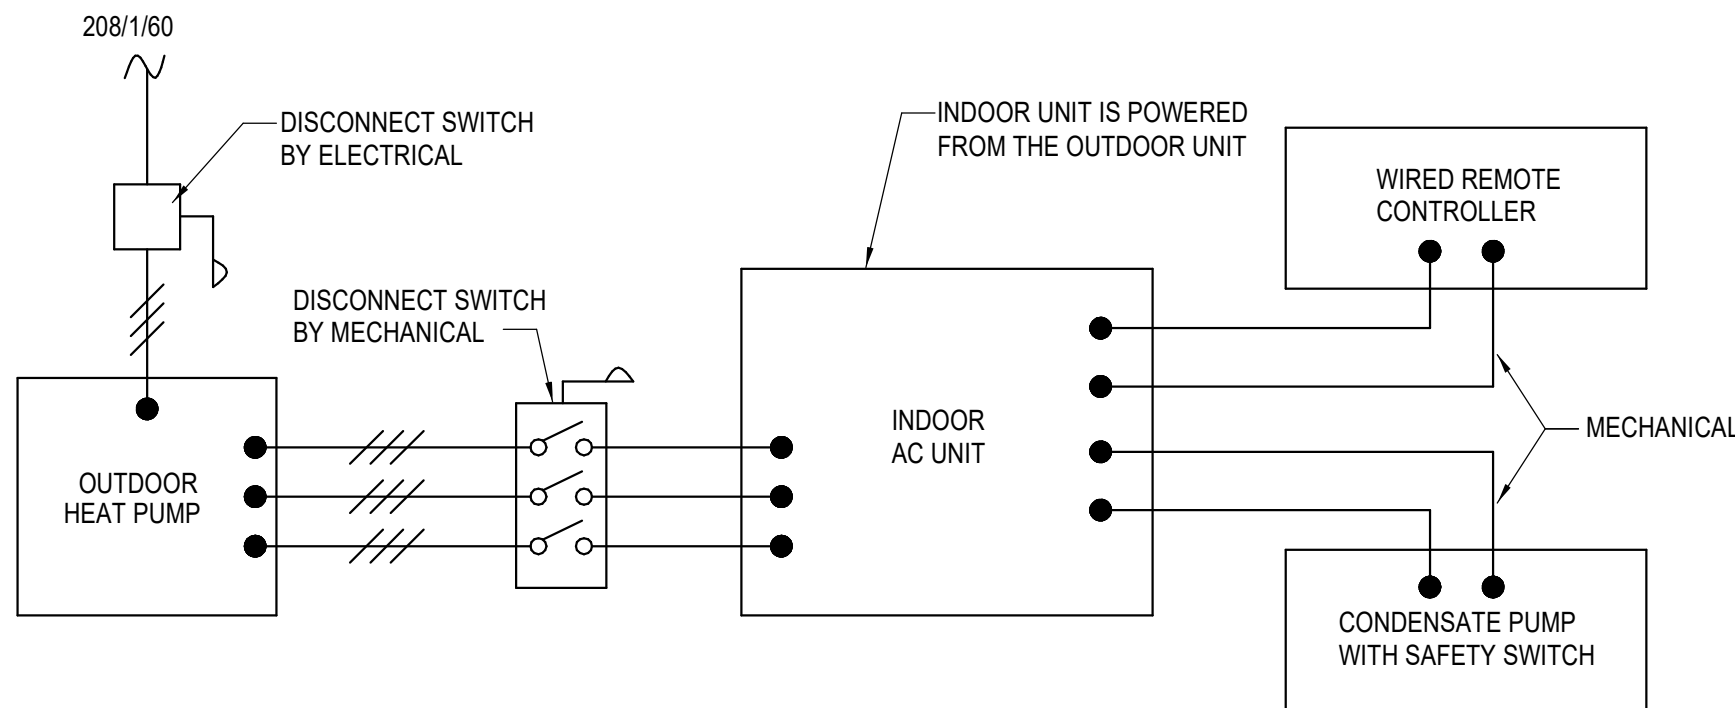 208/1/60
DISCONNECT SWITCH
BY ELECTRICAL
INDOOR UNIT IS POWERED
FROM THE OUTDOOR UNIT
WIRED REMOTE
CONTROLLER
DISCONNECT SWITCH
BY MECHANICAL
OUTDOOR
HEAT PUMP
INDOOR
AC UNIT
MECHANICAL
CONDENSATE PUMP
WITH SAFETY SWITCH